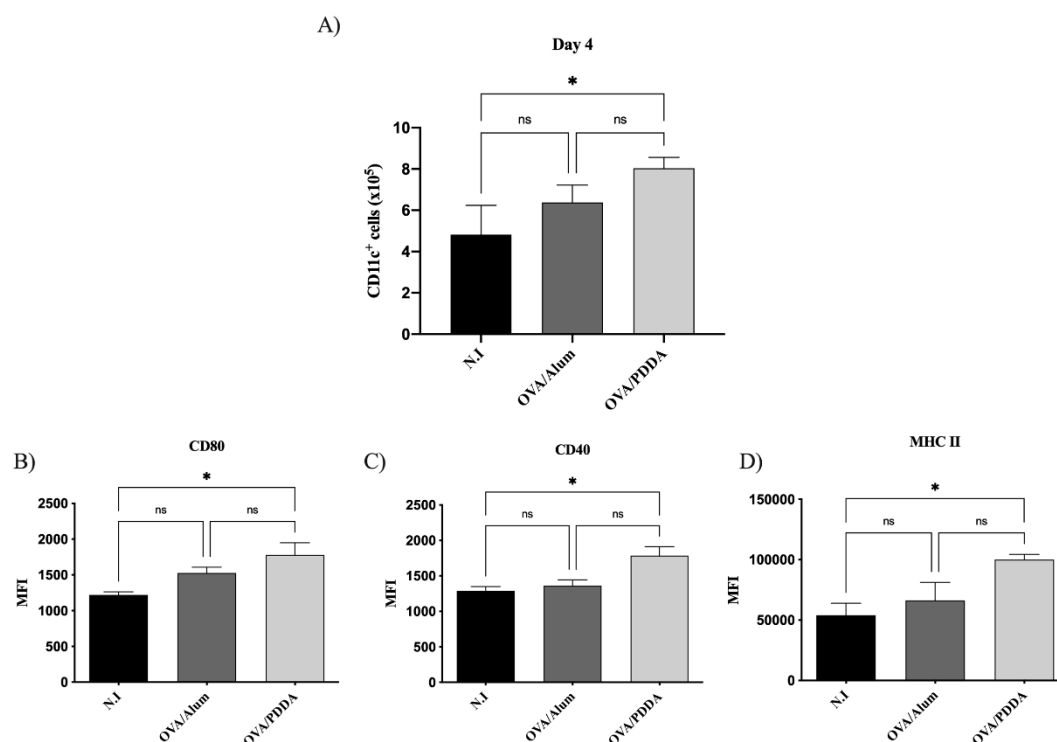 A)
Day 4
*
ns ns
10
8
6
4
2
0
CD11c⁺ cells (x10⁵)
N.I
OVA/Alum
OVA/PDDA
B)
CD80
*
ns ns
2500
2000
1500
1000
500
0
MFI
N.I
OVA/Alum
OVA/PDDA
C)
CD40
*
ns ns
2500
2000
1500
1000
500
0
MFI
N.I
OVA/Alum
OVA/PDDA
D)
MHC II
*
ns ns
150000
100000
50000
0
MFI
N.I
OVA/Alum
OVA/PDDA